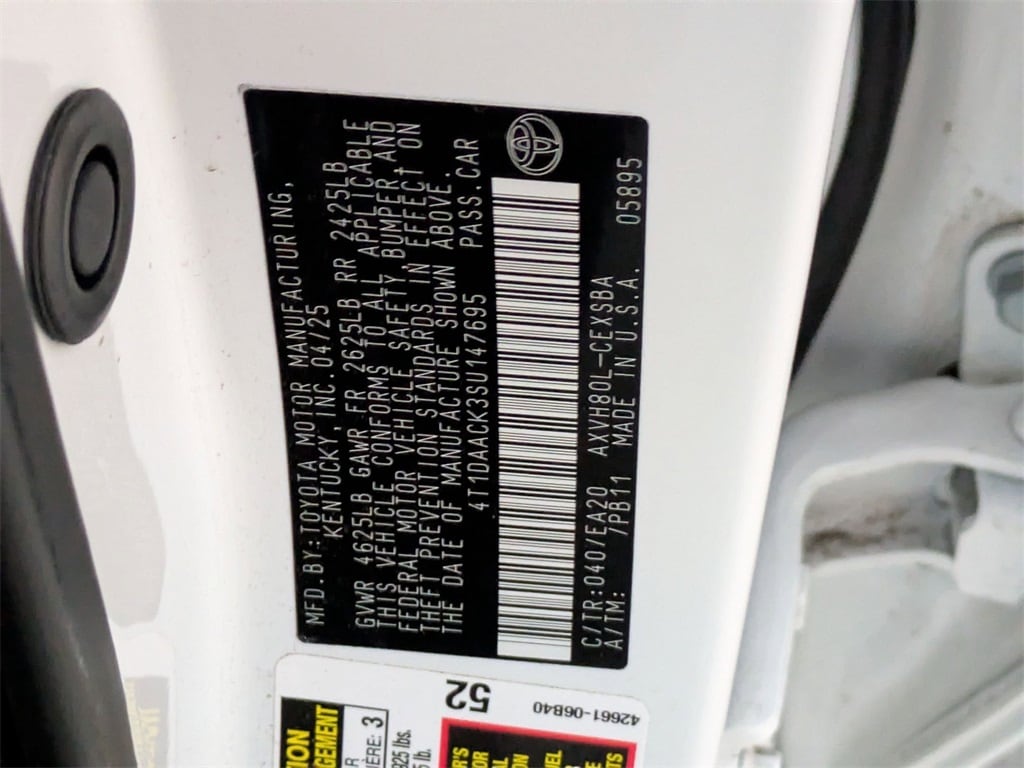 MFD.BY:TOYOTA MOTOR MANUFACTURING,
KENTUCKY,INC.04/25
GVWR 4625LB GAWR FR 2625LB RR 2425LB
THIS VEHICLE CONFORMS TO ALL APPLICABLE
FEDERAL MOTOR VEHICLE SAFETY, BUMPER, AND
THEFT PREVENTION STANDARDS IN EFFECT ON
THE DATE OF MANUFACTURE SHOWN ABOVE.
4T1DAACK3SU147695 PASS.CAR
C/TR:040/EA20 AXVH80L-CEXSBA
A/TM: /PB11 MADE IN U.S.A. 05895
52
42661-06B40
3